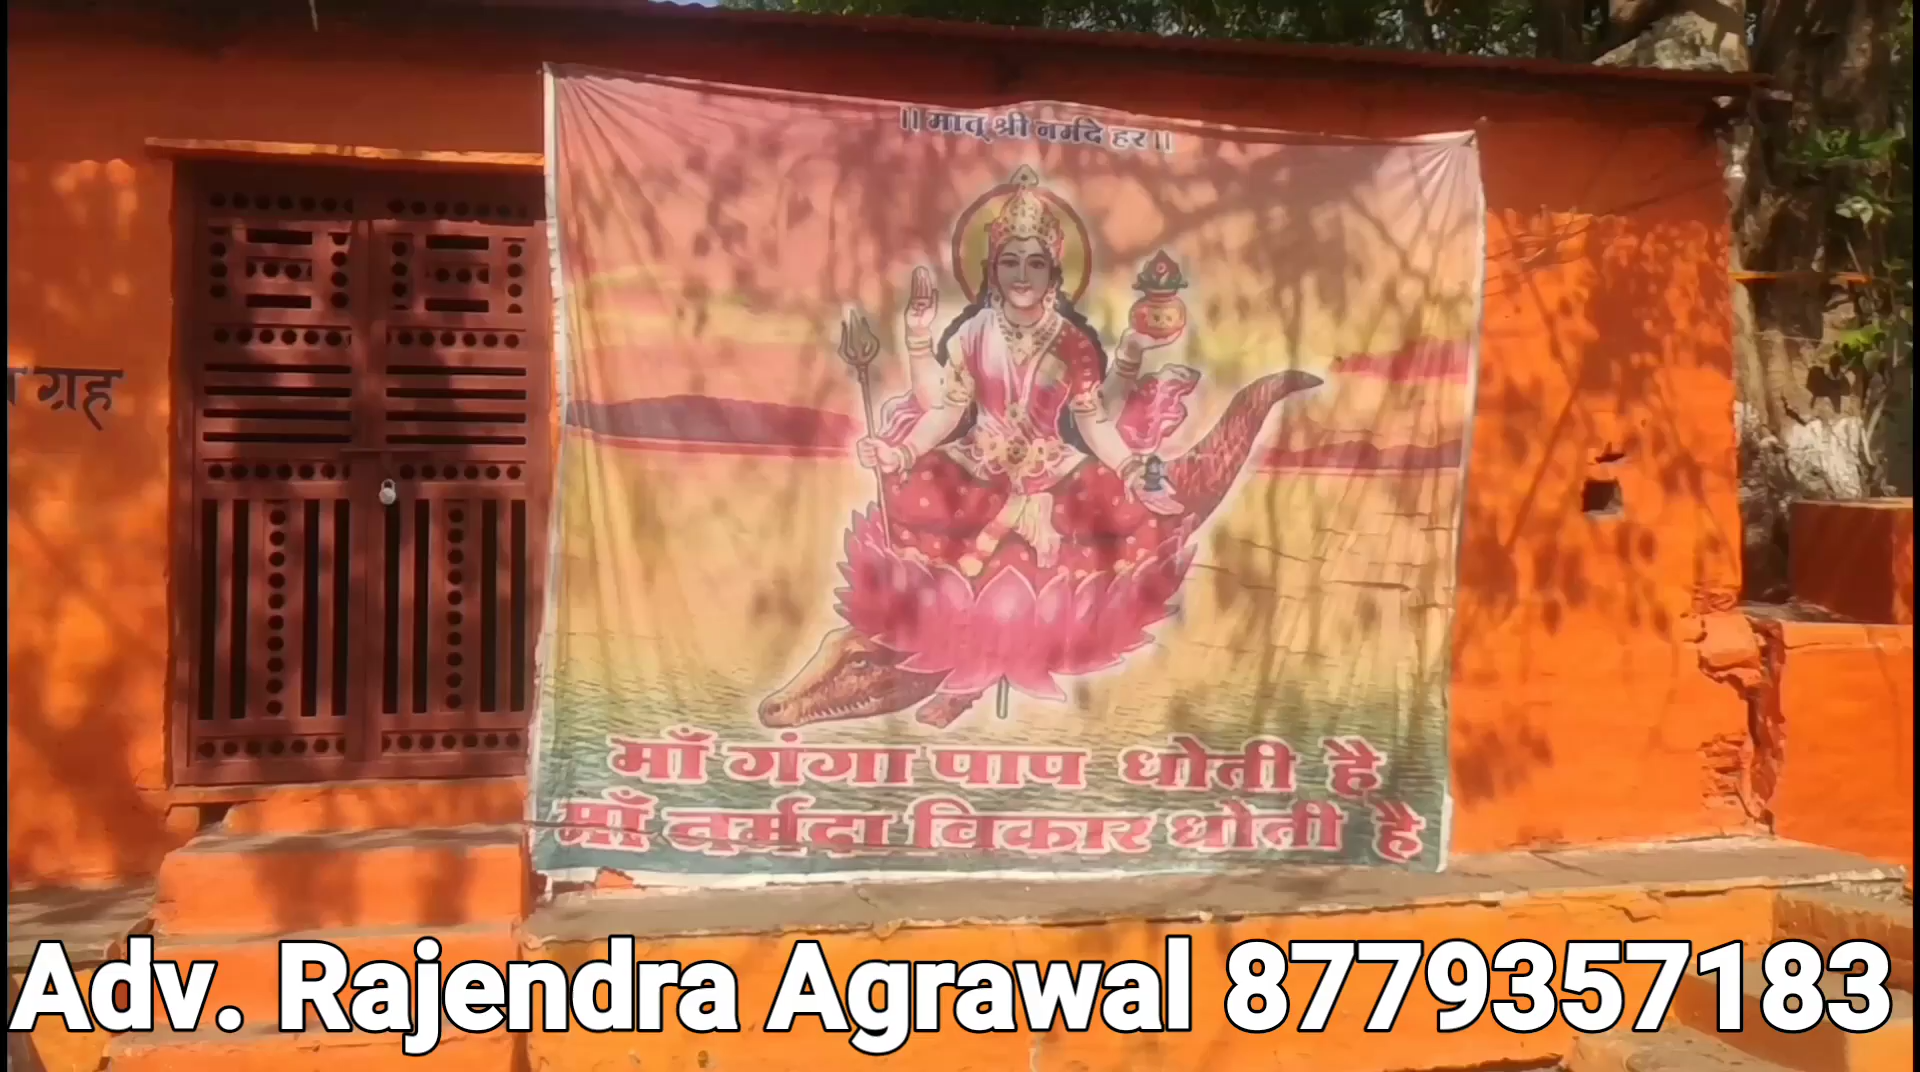 ।। मातृ श्री नर्मदे हर ।।
ग्रह
माँ गंगा पाप धोती है
माँ नर्मदा विकार धोती है
Adv. Rajendra Agrawal 8779357183